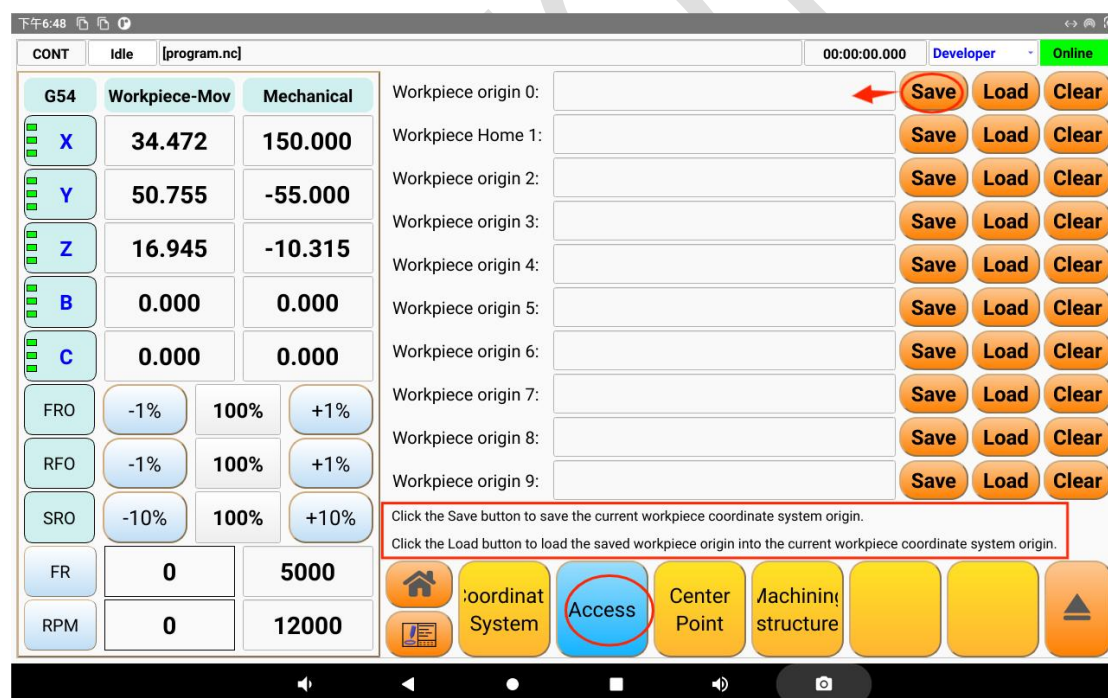 下午6:48
CONT Idle [program.nc] 00:00:00.000 Developer Online
G54 Workpiece-Mov Mechanical
X 34.472 150.000
Y 50.755 -55.000
Z 16.945 -10.315
B 0.000 0.000
C 0.000 0.000
FRO -1% 100% +1%
RFO -1% 100% +1%
SRO -10% 100% +10%
FR 0 5000
RPM 0 12000
Workpiece origin 0: Save Load Clear
Workpiece Home 1: Save Load Clear
Workpiece origin 2: Save Load Clear
Workpiece origin 3: Save Load Clear
Workpiece origin 4: Save Load Clear
Workpiece origin 5: Save Load Clear
Workpiece origin 6: Save Load Clear
Workpiece origin 7: Save Load Clear
Workpiece origin 8: Save Load Clear
Workpiece origin 9: Save Load Clear
Click the Save button to save the current workpiece coordinate system origin.
Click the Load button to load the saved workpiece origin into the current workpiece coordinate system origin.
oordinat
System
Access
Center
Point
Machining
structure